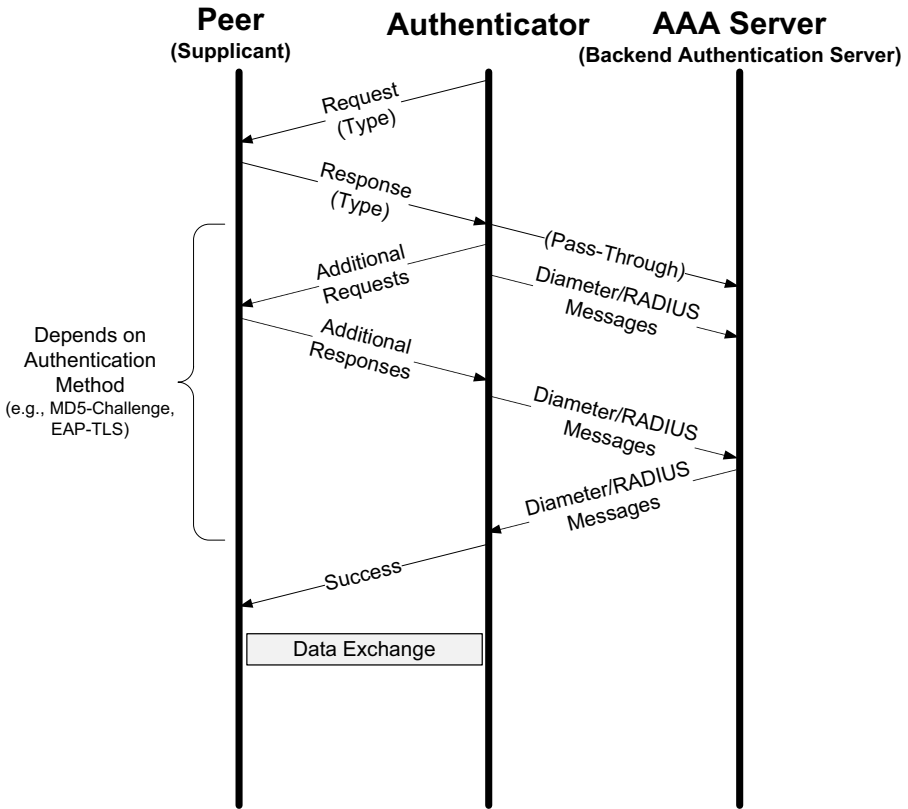 Peer
(Supplicant)
Authenticator
AAA Server
(Backend Authentication Server)
Request
(Type)
Response
(Type)
(Pass-Through)
Additional
Requests
Diameter/RADIUS
Messages
Additional
Responses
Depends on
Authentication
Method
(e.g., MD5-Challenge,
EAP-TLS)
Diameter/RADIUS
Messages
Diameter/RADIUS
Messages
Success
Data Exchange